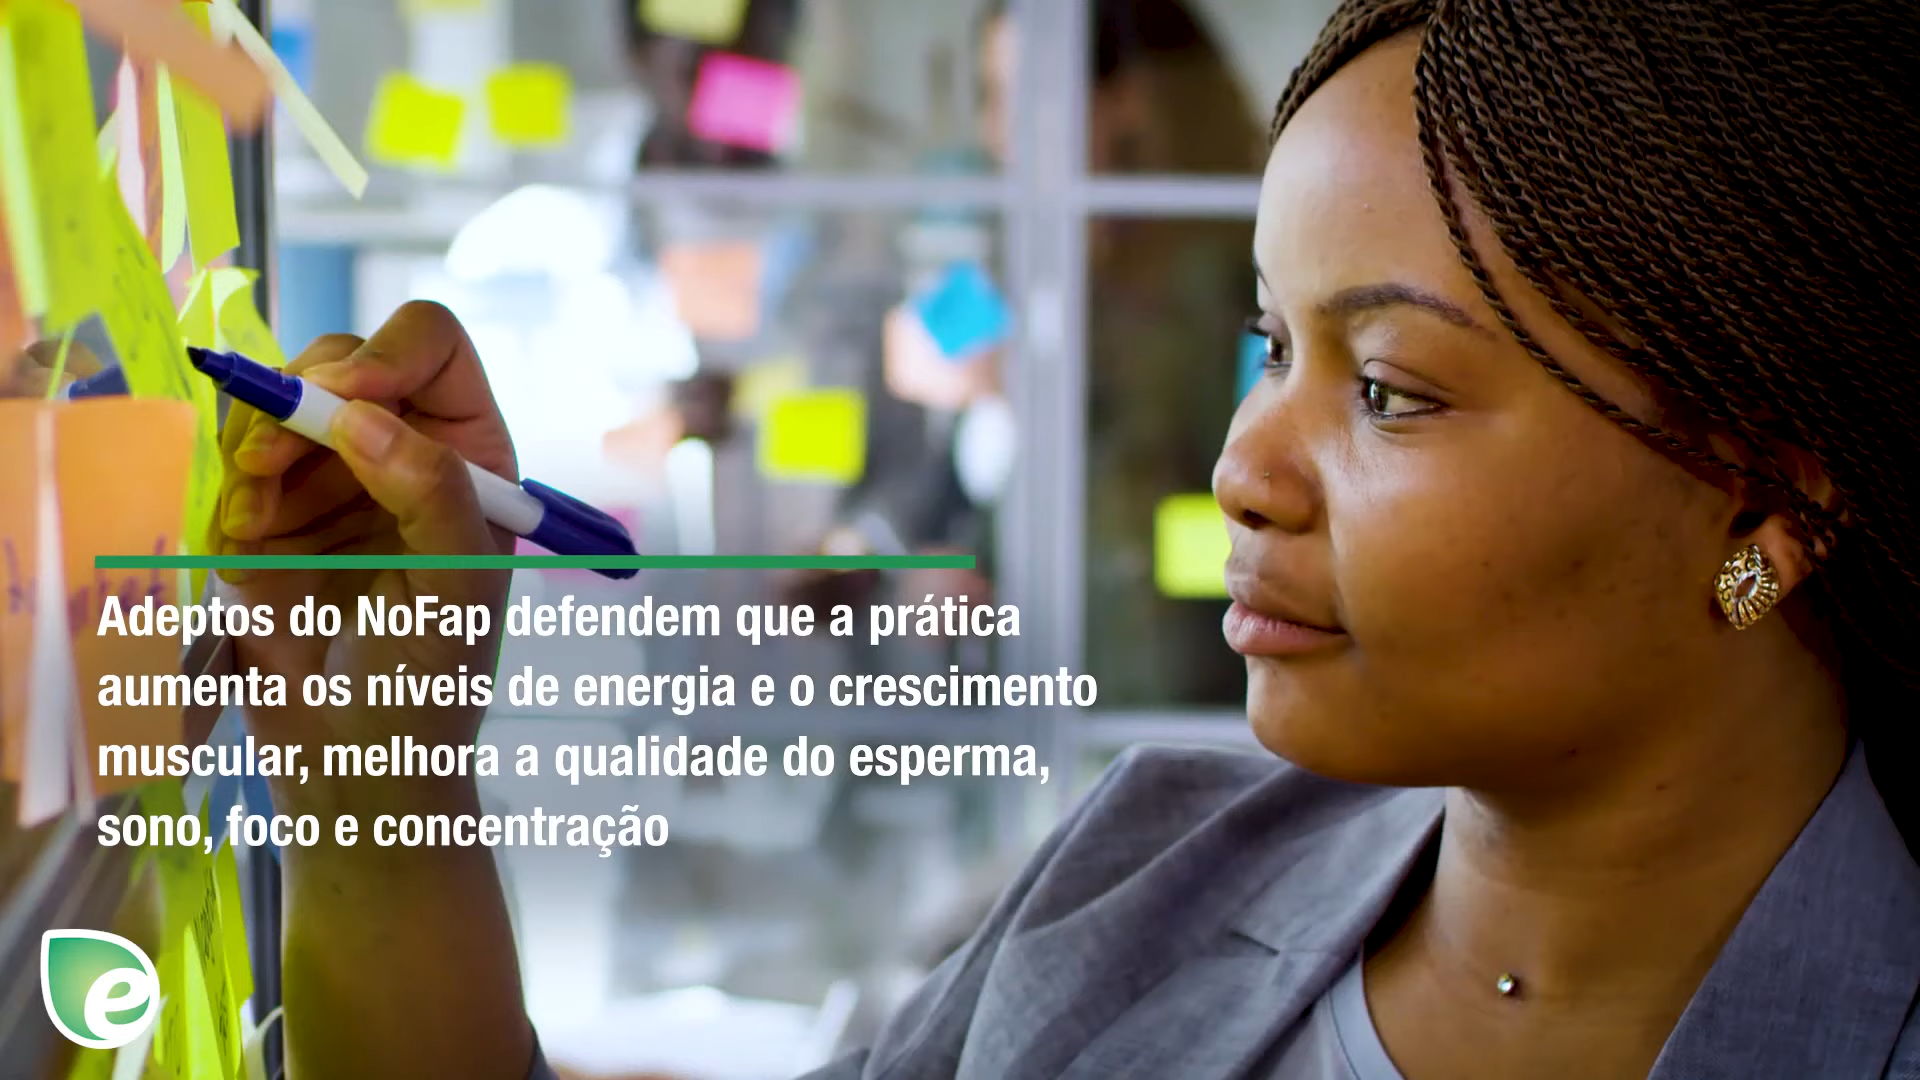 Adeptos do NoFap defendem que a prática
aumenta os níveis de energia e o crescimento
muscular, melhora a qualidade do esperma,
sono, foco e concentração
e